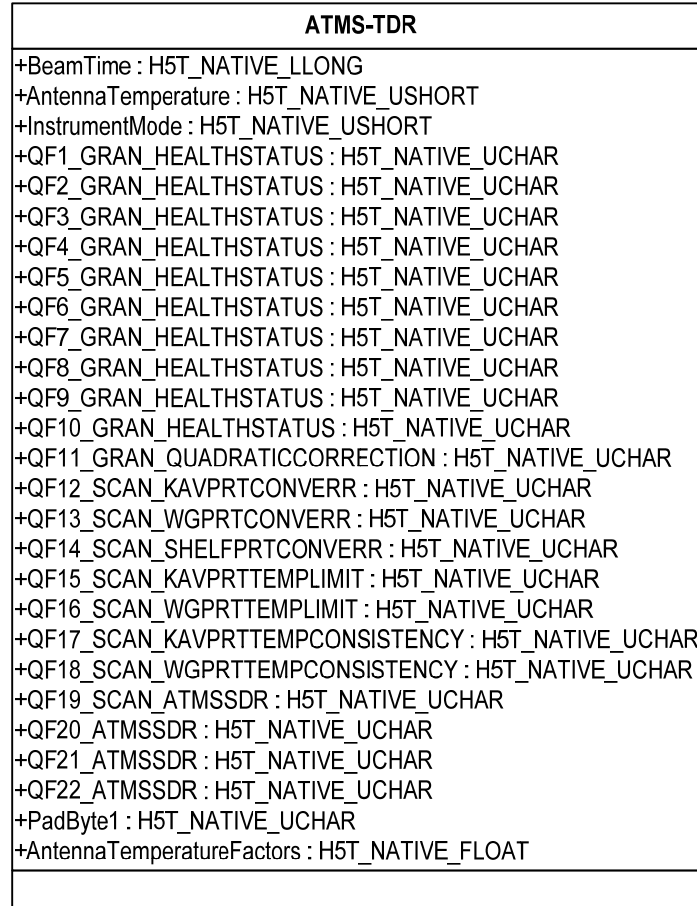 ATMS-TDR
+BeamTime : H5T_NATIVE_LLONG
+AntennaTemperature : H5T_NATIVE_USHORT
+InstrumentMode : H5T_NATIVE_USHORT
+QF1_GRAN_HEALTHSTATUS : H5T_NATIVE_UCHAR
+QF2_GRAN_HEALTHSTATUS : H5T_NATIVE_UCHAR
+QF3_GRAN_HEALTHSTATUS : H5T_NATIVE_UCHAR
+QF4_GRAN_HEALTHSTATUS : H5T_NATIVE_UCHAR
+QF5_GRAN_HEALTHSTATUS : H5T_NATIVE_UCHAR
+QF6_GRAN_HEALTHSTATUS : H5T_NATIVE_UCHAR
+QF7_GRAN_HEALTHSTATUS : H5T_NATIVE_UCHAR
+QF8_GRAN_HEALTHSTATUS : H5T_NATIVE_UCHAR
+QF9_GRAN_HEALTHSTATUS : H5T_NATIVE_UCHAR
+QF10_GRAN_HEALTHSTATUS : H5T_NATIVE_UCHAR
+QF11_GRAN_QUADRATICCORRECTION : H5T_NATIVE_UCHAR
+QF12_SCAN_KAVPRTCONVERR : H5T_NATIVE_UCHAR
+QF13_SCAN_WGPRTCONVERR : H5T_NATIVE_UCHAR
+QF14_SCAN_SHELFPRTCONVERR : H5T_NATIVE_UCHAR
+QF15_SCAN_KAVPRTTEMPLIMIT : H5T_NATIVE_UCHAR
+QF16_SCAN_WGPRTTEMPLIMIT : H5T_NATIVE_UCHAR
+QF17_SCAN_KAVPRTTEMPCONSISTENCY : H5T_NATIVE_UCHAR
+QF18_SCAN_WGPRTTEMPCONSISTENCY : H5T_NATIVE_UCHAR
+QF19_SCAN_ATMSSDR : H5T_NATIVE_UCHAR
+QF20_ATMSSDR : H5T_NATIVE_UCHAR
+QF21_ATMSSDR : H5T_NATIVE_UCHAR
+QF22_ATMSSDR : H5T_NATIVE_UCHAR
+PadByte1 : H5T_NATIVE_UCHAR
+AntennaTemperatureFactors : H5T_NATIVE_FLOAT